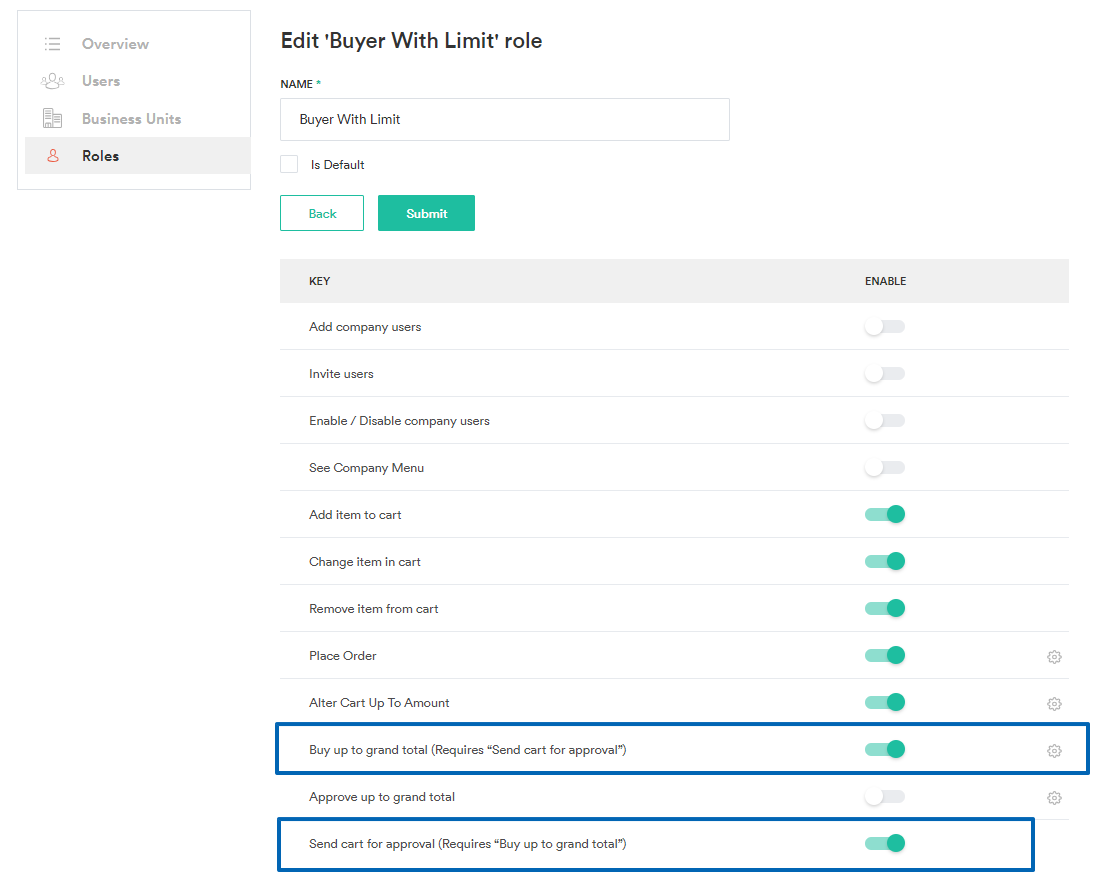 Overview
Users
Business Units
Roles
Edit 'Buyer With Limit' role
NAME *
Buyer With Limit
Is Default
Back
Submit
KEY ENABLE
Add company users
Invite users
Enable / Disable company users
See Company Menu
Add item to cart
Change item in cart
Remove item from cart
Place Order
Alter Cart Up To Amount
Buy up to grand total (Requires “Send cart for approval”)
Approve up to grand total
Send cart for approval (Requires “Buy up to grand total”)